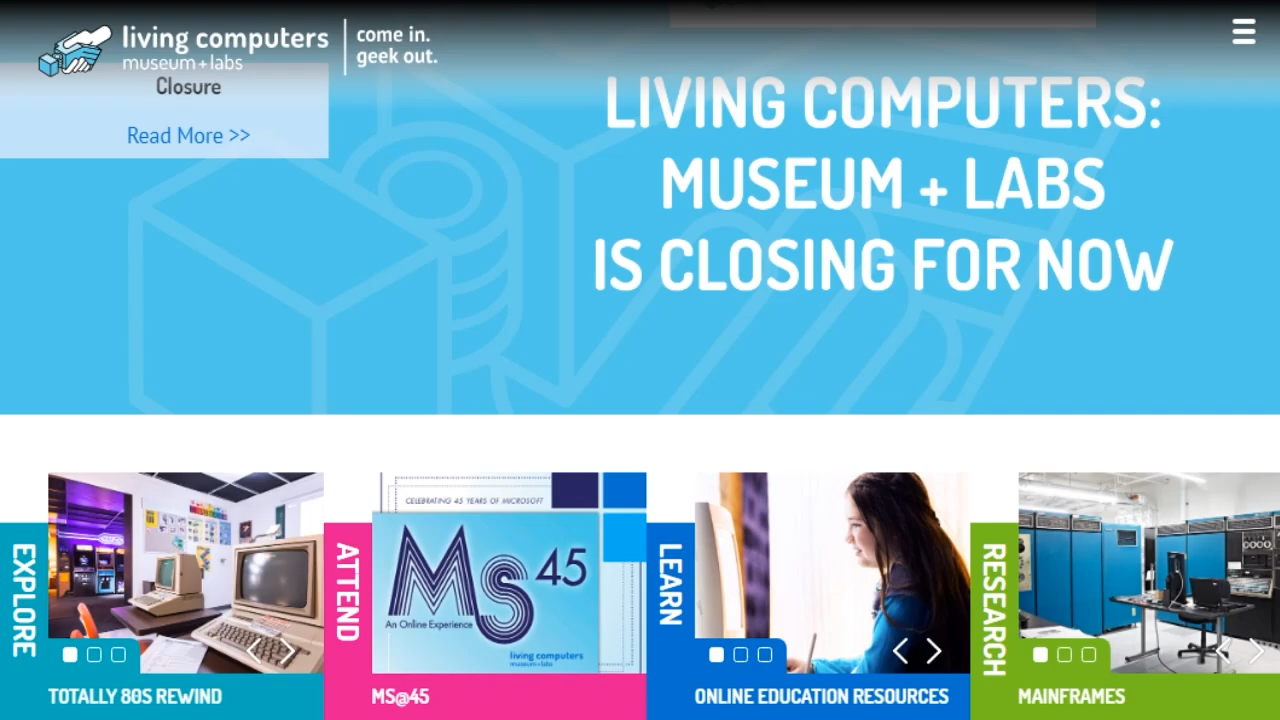 living computers
museum+labs
come in.
geek out.
Closure
Read More >>
LIVING COMPUTERS:
MUSEUM + LABS
IS CLOSING FOR NOW
EXPLORE
TOTALLY 80S REWIND
ATTEND
CELEBRATING 45 YEARS OF MICROSOFT
Ms 45
An Online Experience
living computers
museum+labs
MS@45
LEARN
ONLINE EDUCATION RESOURCES
RESEARCH
MAINFRAMES